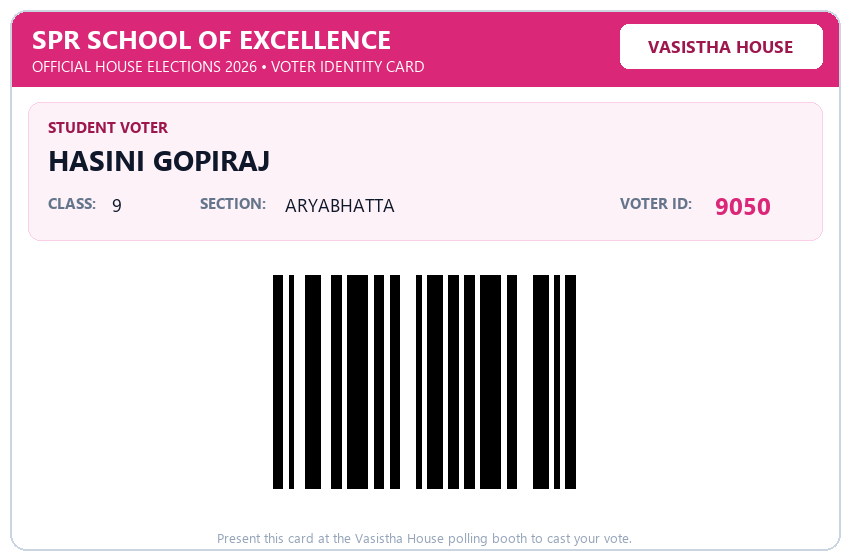 SPR SCHOOL OF EXCELLENCE
OFFICIAL HOUSE ELECTIONS 2026 • VOTER IDENTITY CARD
VASISTHA HOUSE
STUDENT VOTER
HASINI GOPIRAJ
CLASS: 9 SECTION: ARYABHATTA VOTER ID: 9050
Present this card at the Vasistha House polling booth to cast your vote.